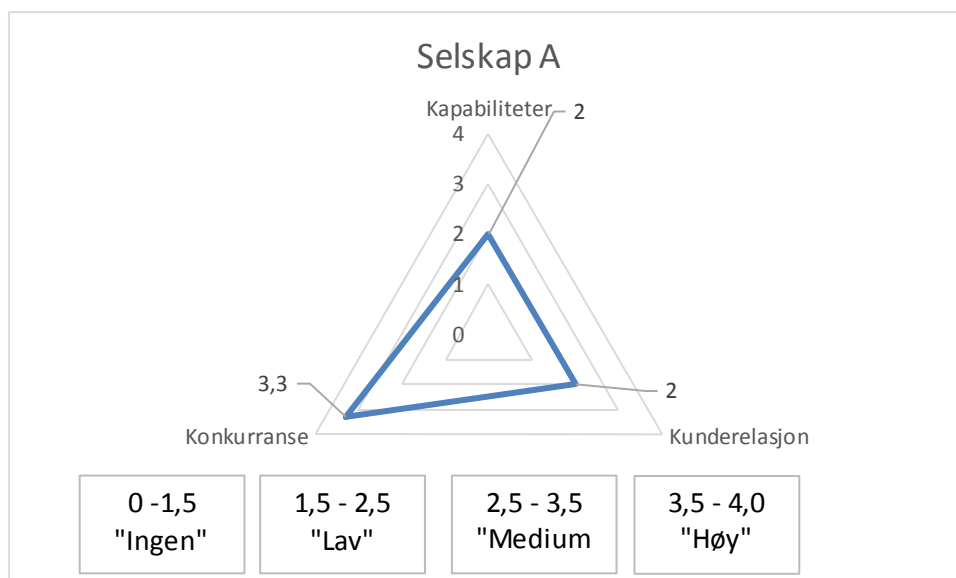 Selskap A
Kapabiliteter
2
4
3
2
1
0
3,3
2
Konkurranse
Kunderelasjon
0 -1,5
"Ingen"
1,5 - 2,5
"Lav"
2,5 - 3,5
"Medium
3,5 - 4,0
"Høy"